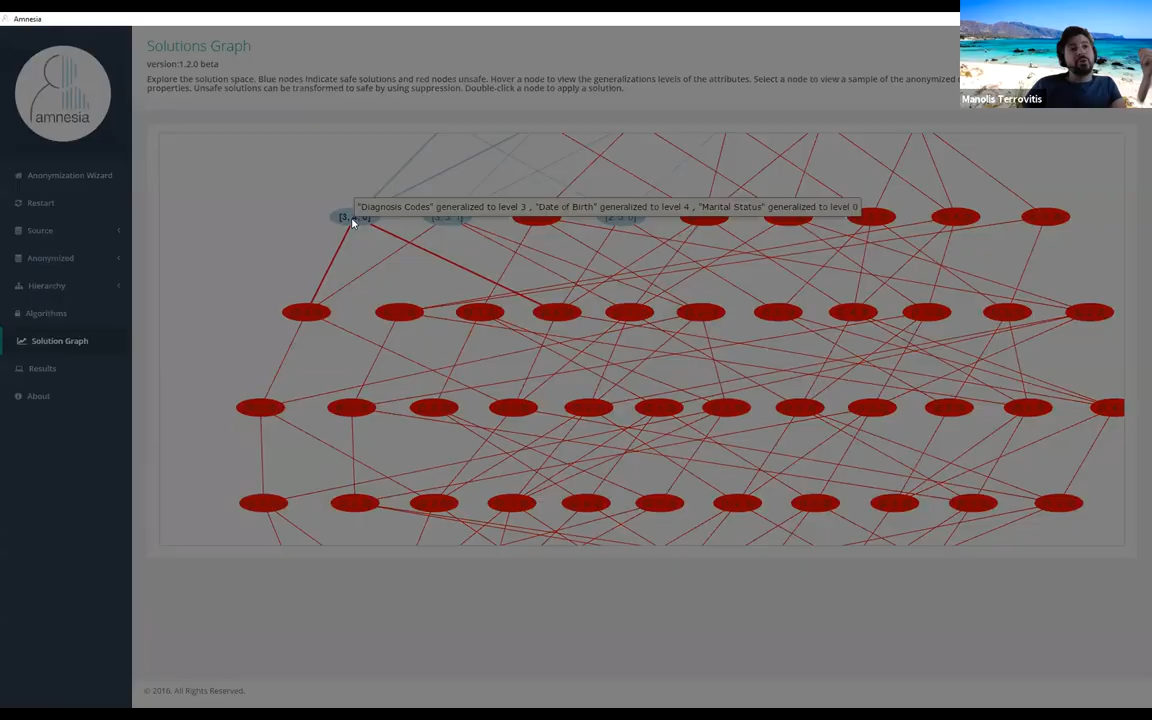 Amnesia
Solutions Graph
version:1.2.0 beta
Explore the solution space. Blue nodes indicate safe solutions and red nodes unsafe. Hover a node to view the generalizations levels of the attributes. Select a node to view a sample of the anonymized
properties. Unsafe solutions can be transformed to safe by using suppression. Double-click a node to apply a solution.
Manolis Terrovitis
amnesia
Anonymization Wizard
Restart
Source
Anonymized
Hierarchy
Algorithms
Solution Graph
Results
About
"Diagnosis Codes" generalized to level 3 , "Date of Birth" generalized to level 4 , "Marital Status" generalized to level 0
© 2016. All Rights Reserved.